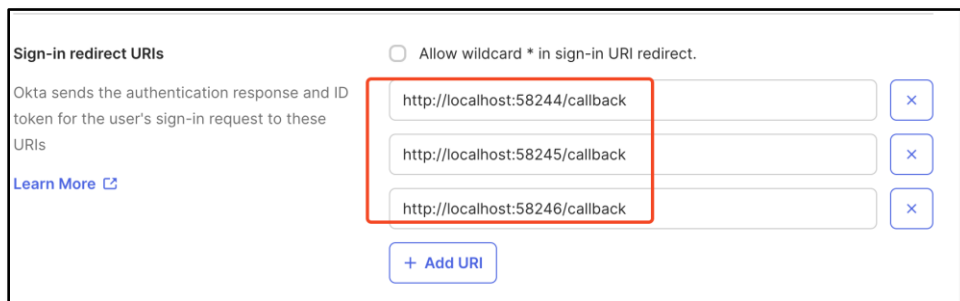 Sign-in redirect URIs
Allow wildcard * in sign-in URI redirect.
Okta sends the authentication response and ID
token for the user's sign-in request to these
URIs
Learn More
http://localhost:58244/callback
http://localhost:58245/callback
http://localhost:58246/callback
+ Add URI